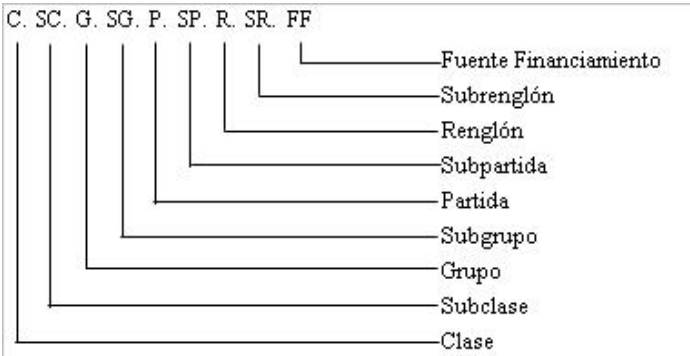 C. SC. G. SG. P. SP. R. SR. FF
Fuente Financiamiento
Subrenglón
Renglón
Subpartida
Partida
Subgrupo
Grupo
Subclase
Clase